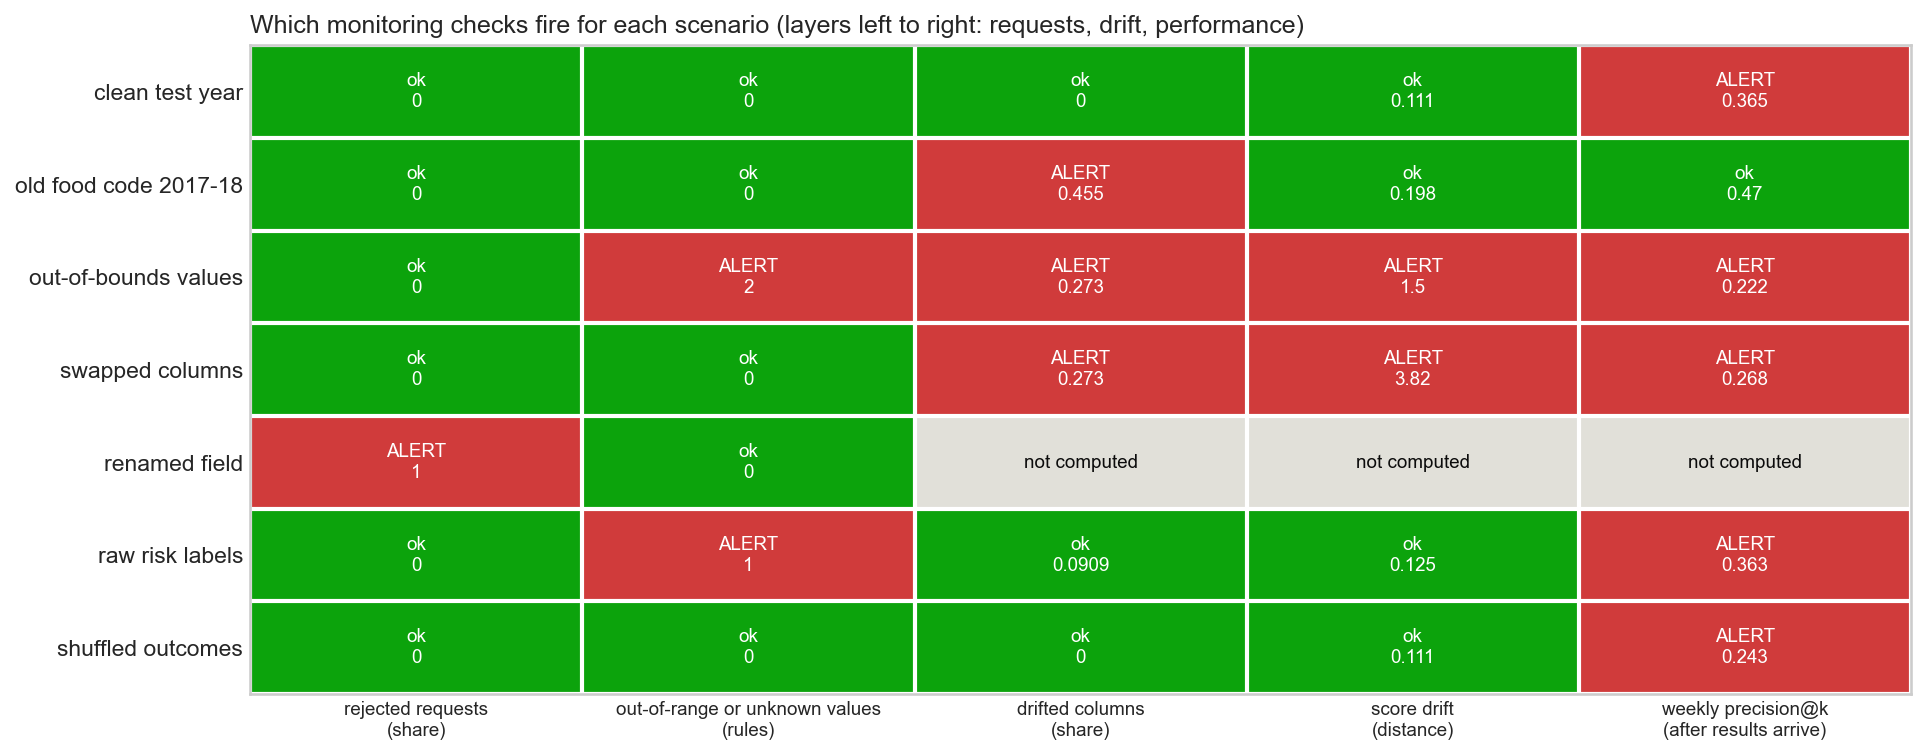 Which monitoring checks fire for each scenario (layers left to right: requests, drift, performance)
clean test year
ok
0
ok
0
ok
0
ok
0.111
ALERT
0.365
old food code 2017-18
ok
0
ok
0
ALERT
0.455
ok
0.198
ok
0.47
out-of-bounds values
ok
0
ALERT
2
ALERT
0.273
ALERT
1.5
ALERT
0.222
swapped columns
ok
0
ok
0
ALERT
0.273
ALERT
3.82
ALERT
0.268
renamed field
ALERT
1
ok
0
not computed
not computed
not computed
raw risk labels
ok
0
ALERT
1
ok
0.0909
ok
0.125
ALERT
0.363
shuffled outcomes
ok
0
ok
0
ok
0
ok
0.111
ALERT
0.243
rejected requests
(share)
out-of-range or unknown values
(rules)
drifted columns
(share)
score drift
(distance)
weekly precision@k
(after results arrive)